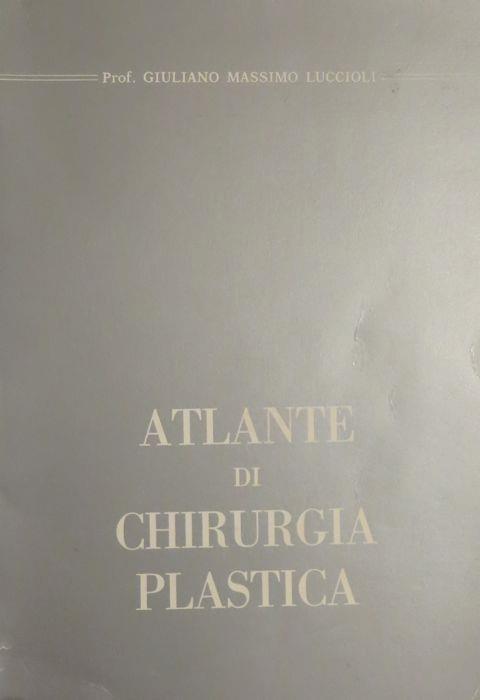 Prof. GIULIANO MASSIMO LUCCIOLI
ATLANTE
DI
CHIRURGIA
PLASTICA